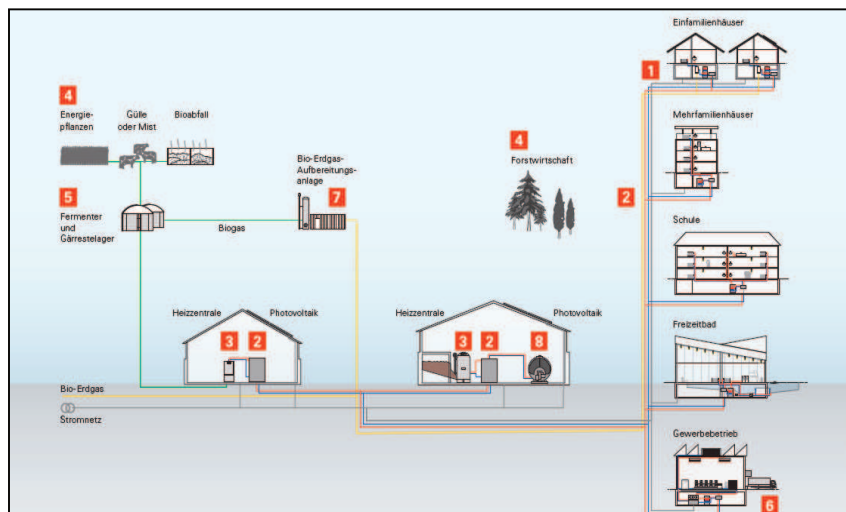 Einfamilienhäuser
1
4
Energie-
pflanzen
Gülle
oder Mist
Bioabfall
Mehrfamilienhäuser
4
Forstwirtschaft
Bio-Erdgas-
Aufbereitungs-
anlage
7
2
5
Fermenter
und
Gärrestelager
Biogas
Schule
Heizzentrale
Photovoltaik
3
2
Heizzentrale
Photovoltaik
3
2
8
Freizeitbad
Bio-Erdgas
Stromnetz
Gewerbebetrieb
6